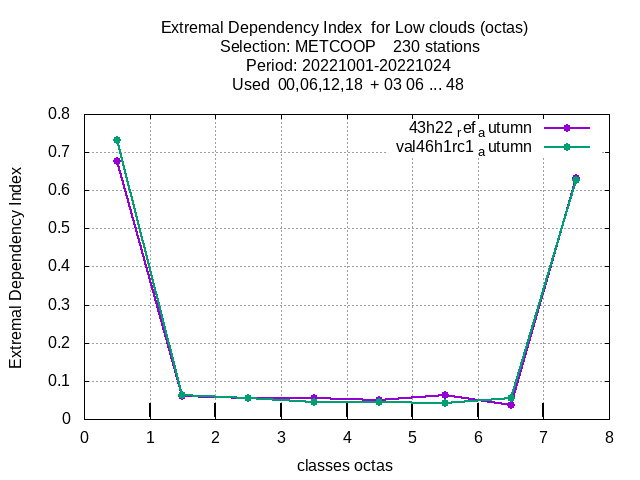 Extremal Dependency Index  for Low clouds (octas)
Selection: METCOOP    230 stations
Period: 20221001-20221024
Used  00,06,12,18  + 03 06 ... 48
43h22 ref autumn
val46h1rc1 autumn
Extremal Dependency Index
0.8
0.7
0.6
0.5
0.4
0.3
0.2
0.1
0
0 1 2 3 4 5 6 7 8
classes octas